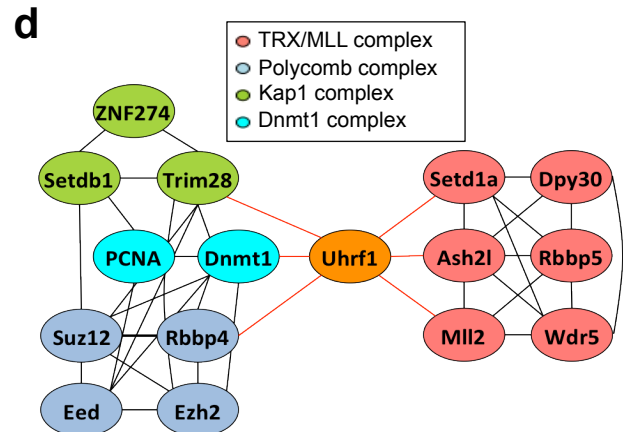 d
TRX/MLL complex
Polycomb complex
Kap1 complex
Dnmt1 complex
ZNF274
Setdb1 Trim28 Setd1a Dpy30
PCNA Dnmt1 Uhrf1 Ash2l Rbbp5
Suz12 Rbbp4 Mll2 Wdr5
Eed Ezh2